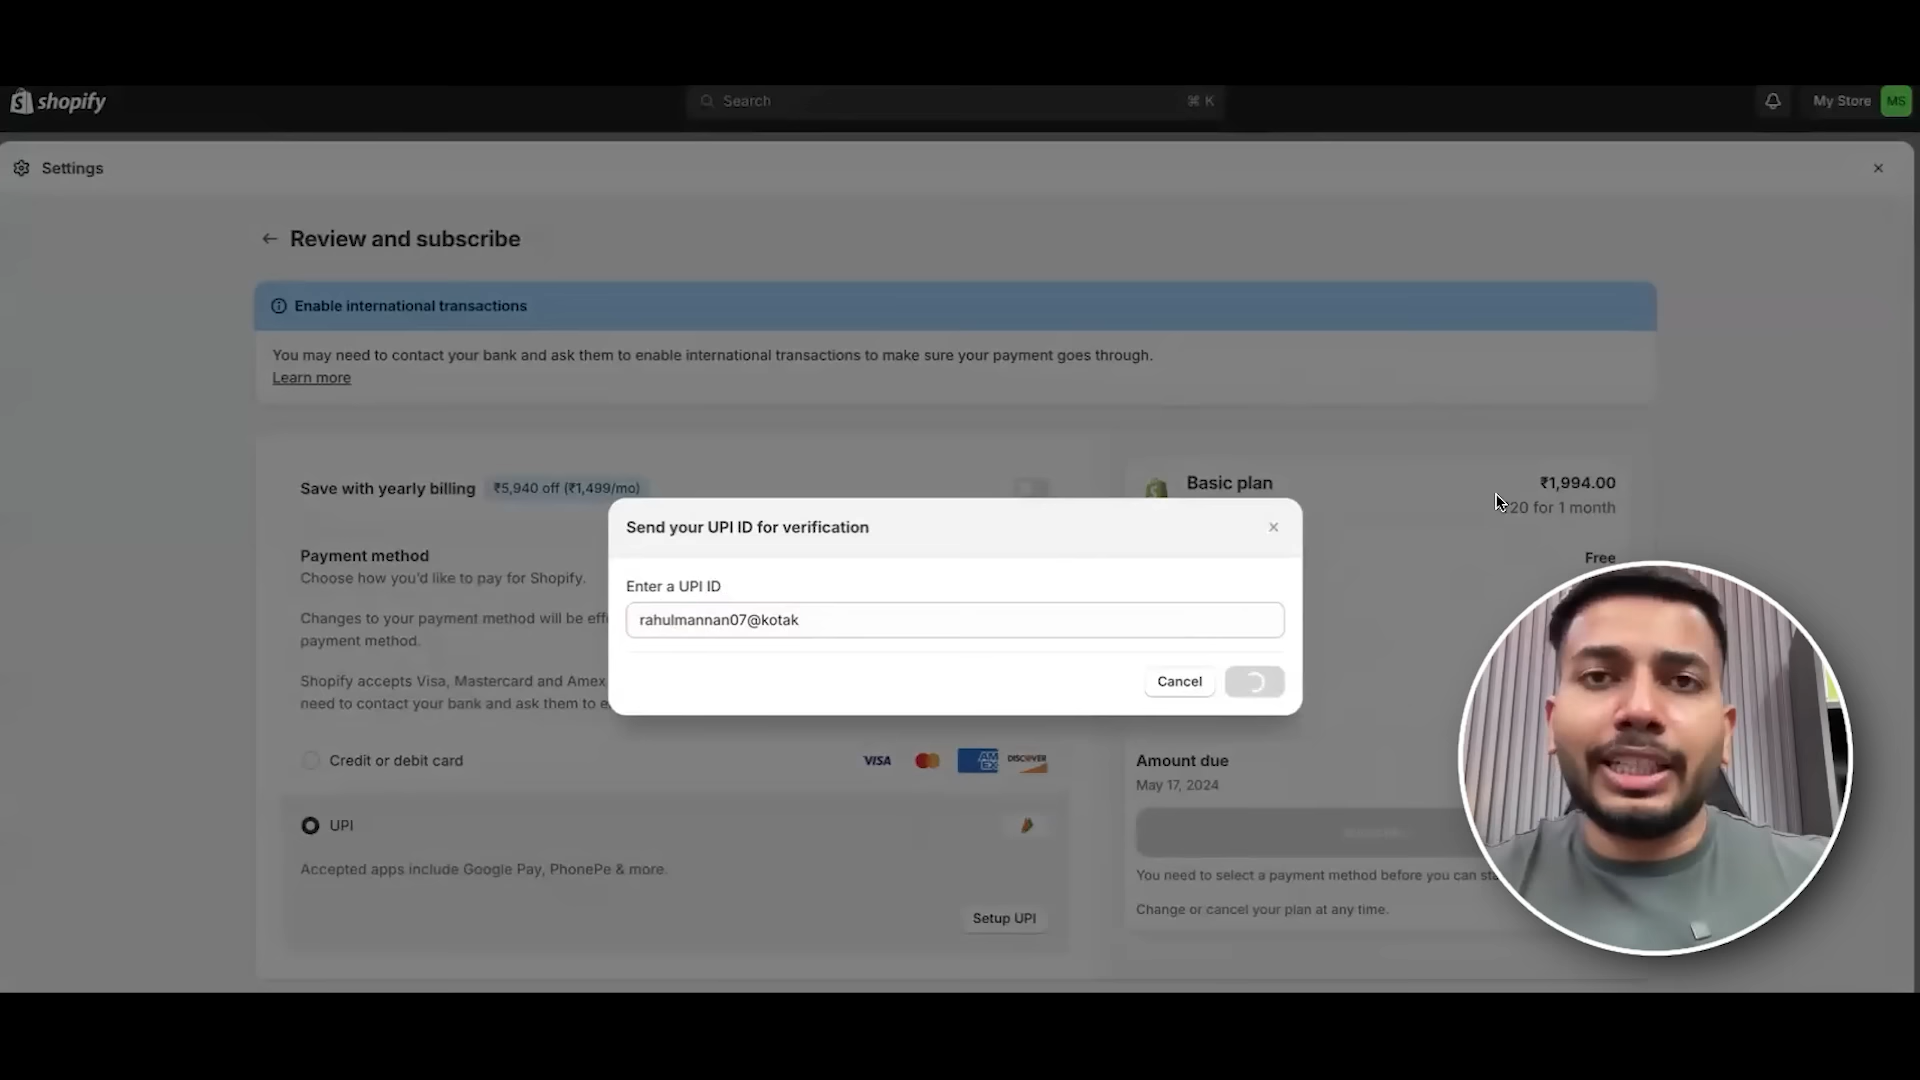 shopify
Search
⌘ K
My Store
MS
Settings
Review and subscribe
Enable international transactions
You may need to contact your bank and ask them to enable international transactions to make sure your payment goes through.
Learn more
Save with yearly billing
₹5,940 off (₹1,499/mo)
Basic plan
₹1,994.00
20 for 1 month
Free
Payment method
Choose how you'd like to pay for Shopify.
Changes to your payment method will be
payment method.
Shopify accepts Visa, Mastercard and Amex
need to contact your bank and ask them to
Send your UPI ID for verification
Enter a UPI ID
rahulmannan07@kotak
Cancel
Credit or debit card
VISA
AM
EX
DISCOVER
UPI
Accepted apps include Google Pay, PhonePe & more.
Setup UPI
Amount due
May 17, 2024
You need to select a payment method before you can
Change or cancel your plan at any time.